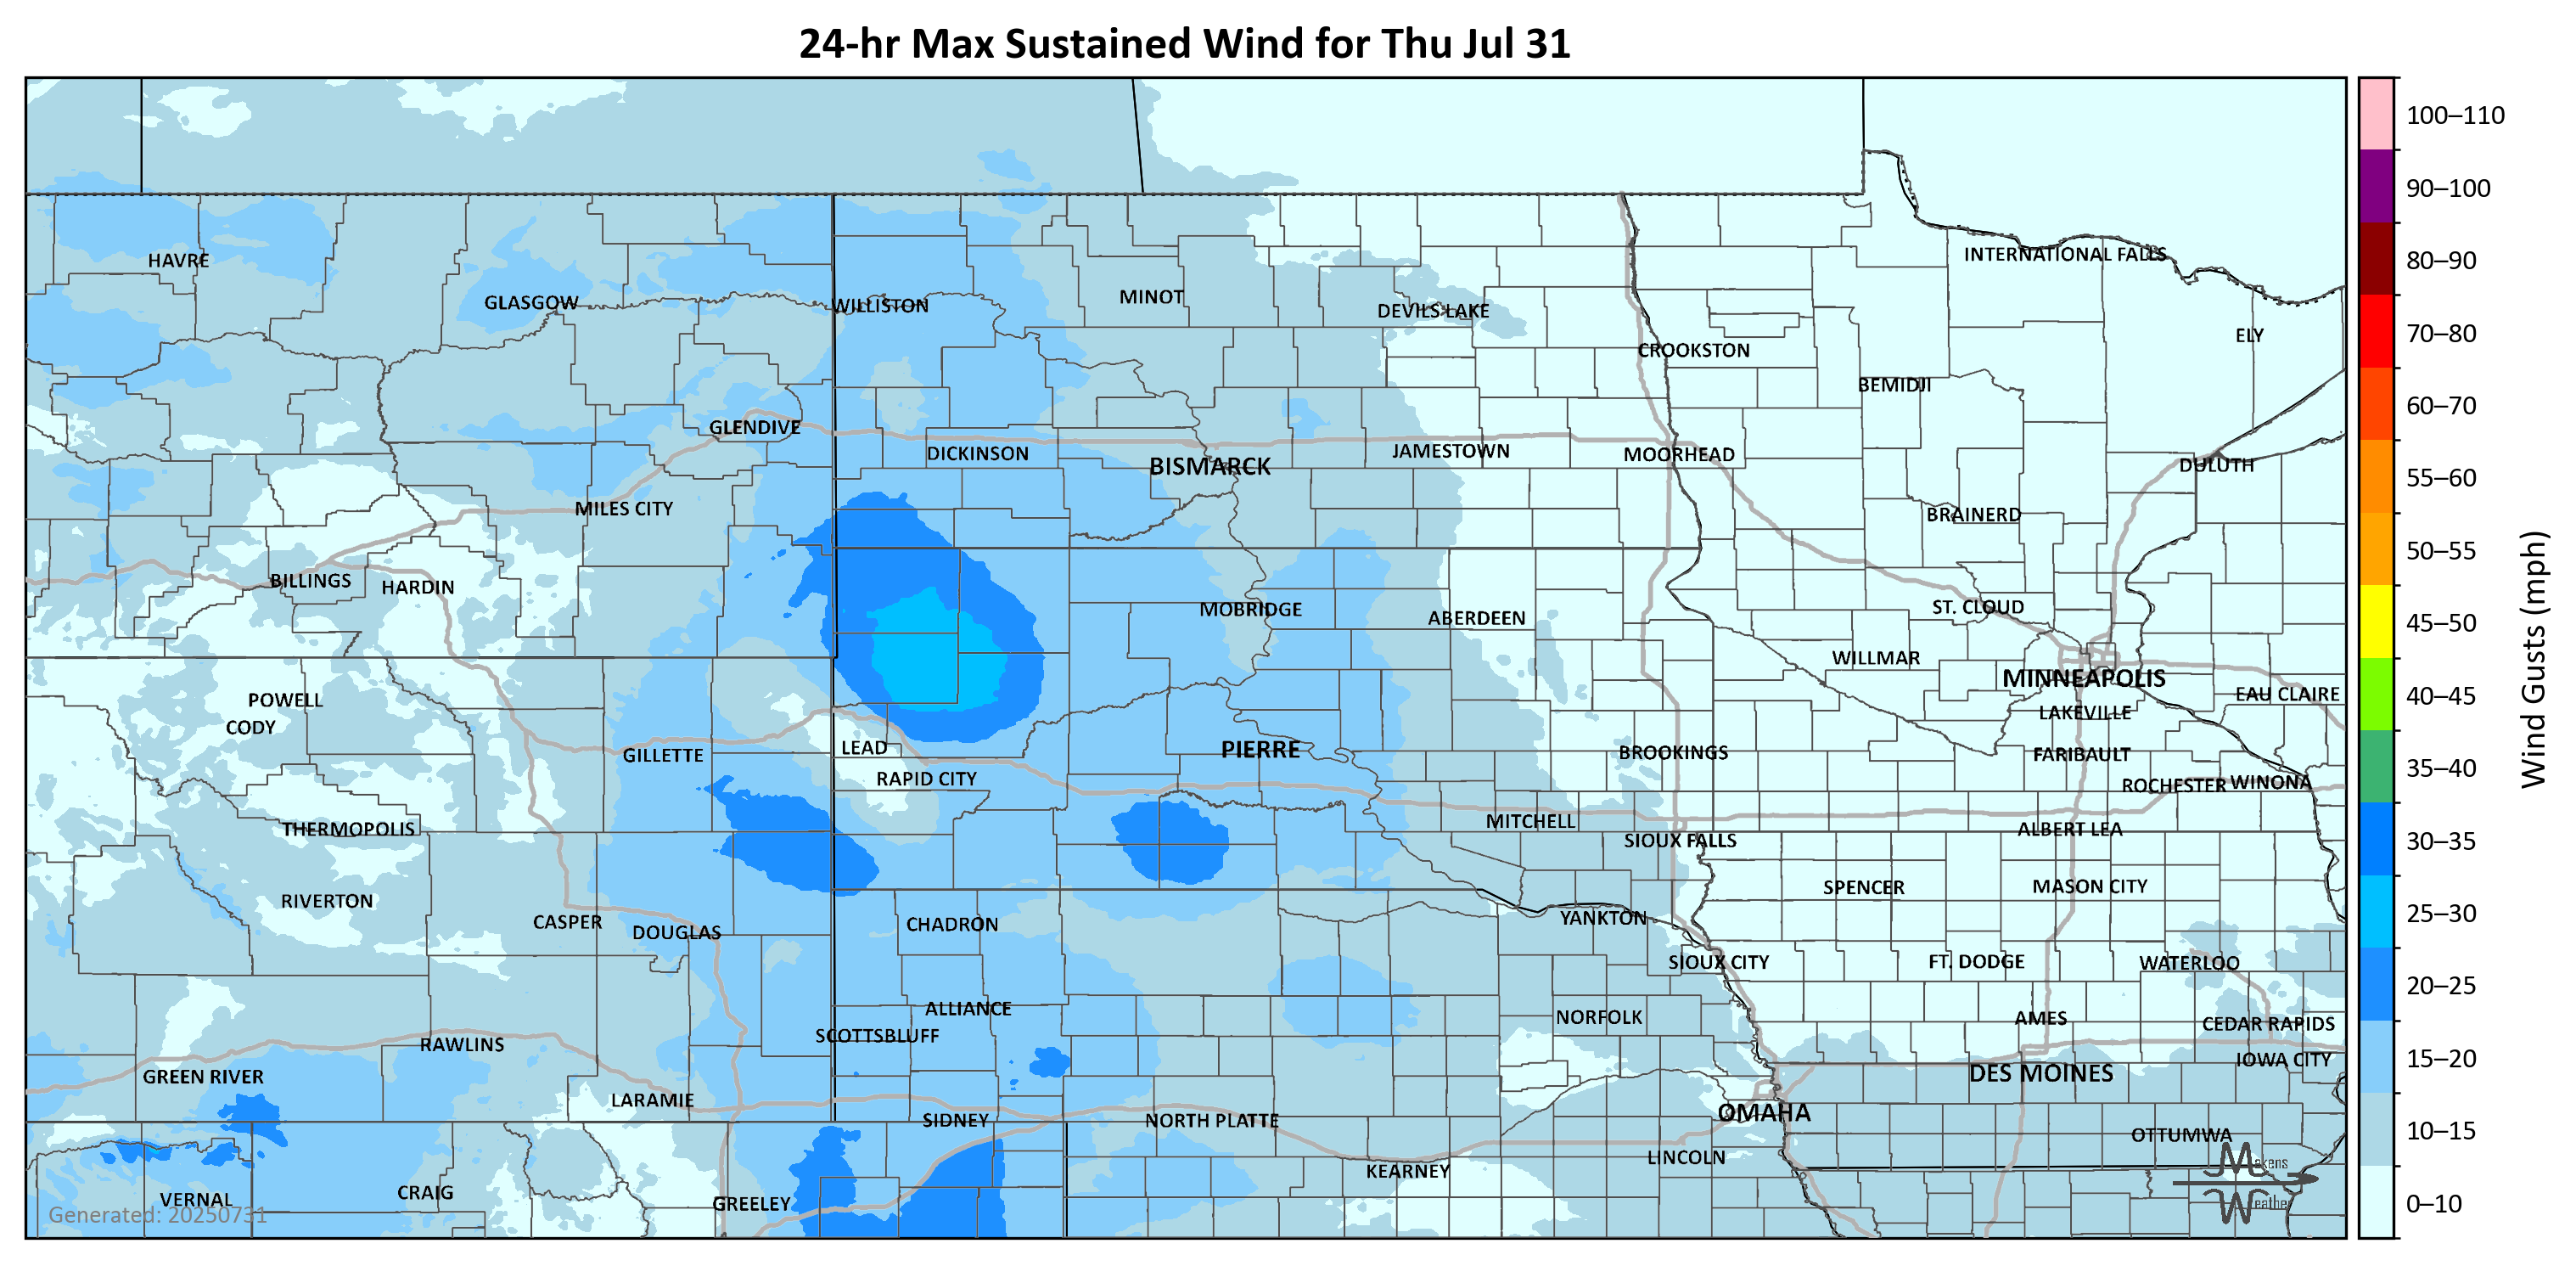 24-hr Max Sustained Wind for Thu Jul 31
100–110
90–100
80–90
70–80
60–70
55–60
50–55
45–50
40–45
35–40
30–35
25–30
20–25
15–20
10–15
0–10
Wind Gusts (mph)
HAVRE
GLASGOW
WILLISTON
MINOT
DEVILS LAKE
INTERNATIONAL FALLS
ELY
CROOKSTON
BEMIDJI
GLENDIVE
DICKINSON
BISMARCK
JAMESTOWN
MOORHEAD
DULUTH
MILES CITY
BRAINERD
BILLINGS
HARDIN
MOBRIDGE
ABERDEEN
ST. CLOUD
WILLMAR
MINNEAPOLIS
EAU CLAIRE
POWELL
CODY
LAKEVILLE
GILLETTE
LEAD
PIERRE
BROOKINGS
FARIBAULT
RAPID CITY
ROCHESTER
WINONA
THERMOPOLIS
MITCHELL
SIOUX FALLS
ALBERT LEA
RIVERTON
SPENCER
MASON CITY
CASPER
DOUGLAS
CHADRON
YANKTON
SIOUX CITY
FT. DODGE
WATERLOO
ALLIANCE
SCOTTSBLUFF
NORFOLK
AMES
CEDAR RAPIDS
RAWLINS
IOWA CITY
GREEN RIVER
DES MOINES
LARAMIE
SIDNEY
NORTH PLATTE
OMAHA
OTTUMWA
LINCOLN
KEARNEY
VERNAL
CRAIG
GREELEY
Makens
Weather
Generated: 20250731